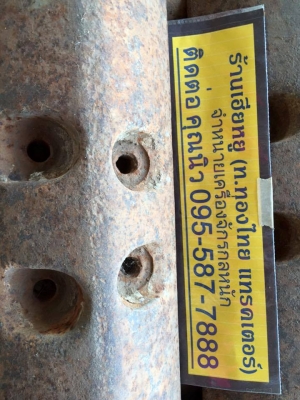 ร้านเฮียหยู (ท.ทองไทย แทรคเตอร์)
จำหน่ายเครื่องจักรกลหนัก
ติดต่อ คุณนิว 095-587-7888